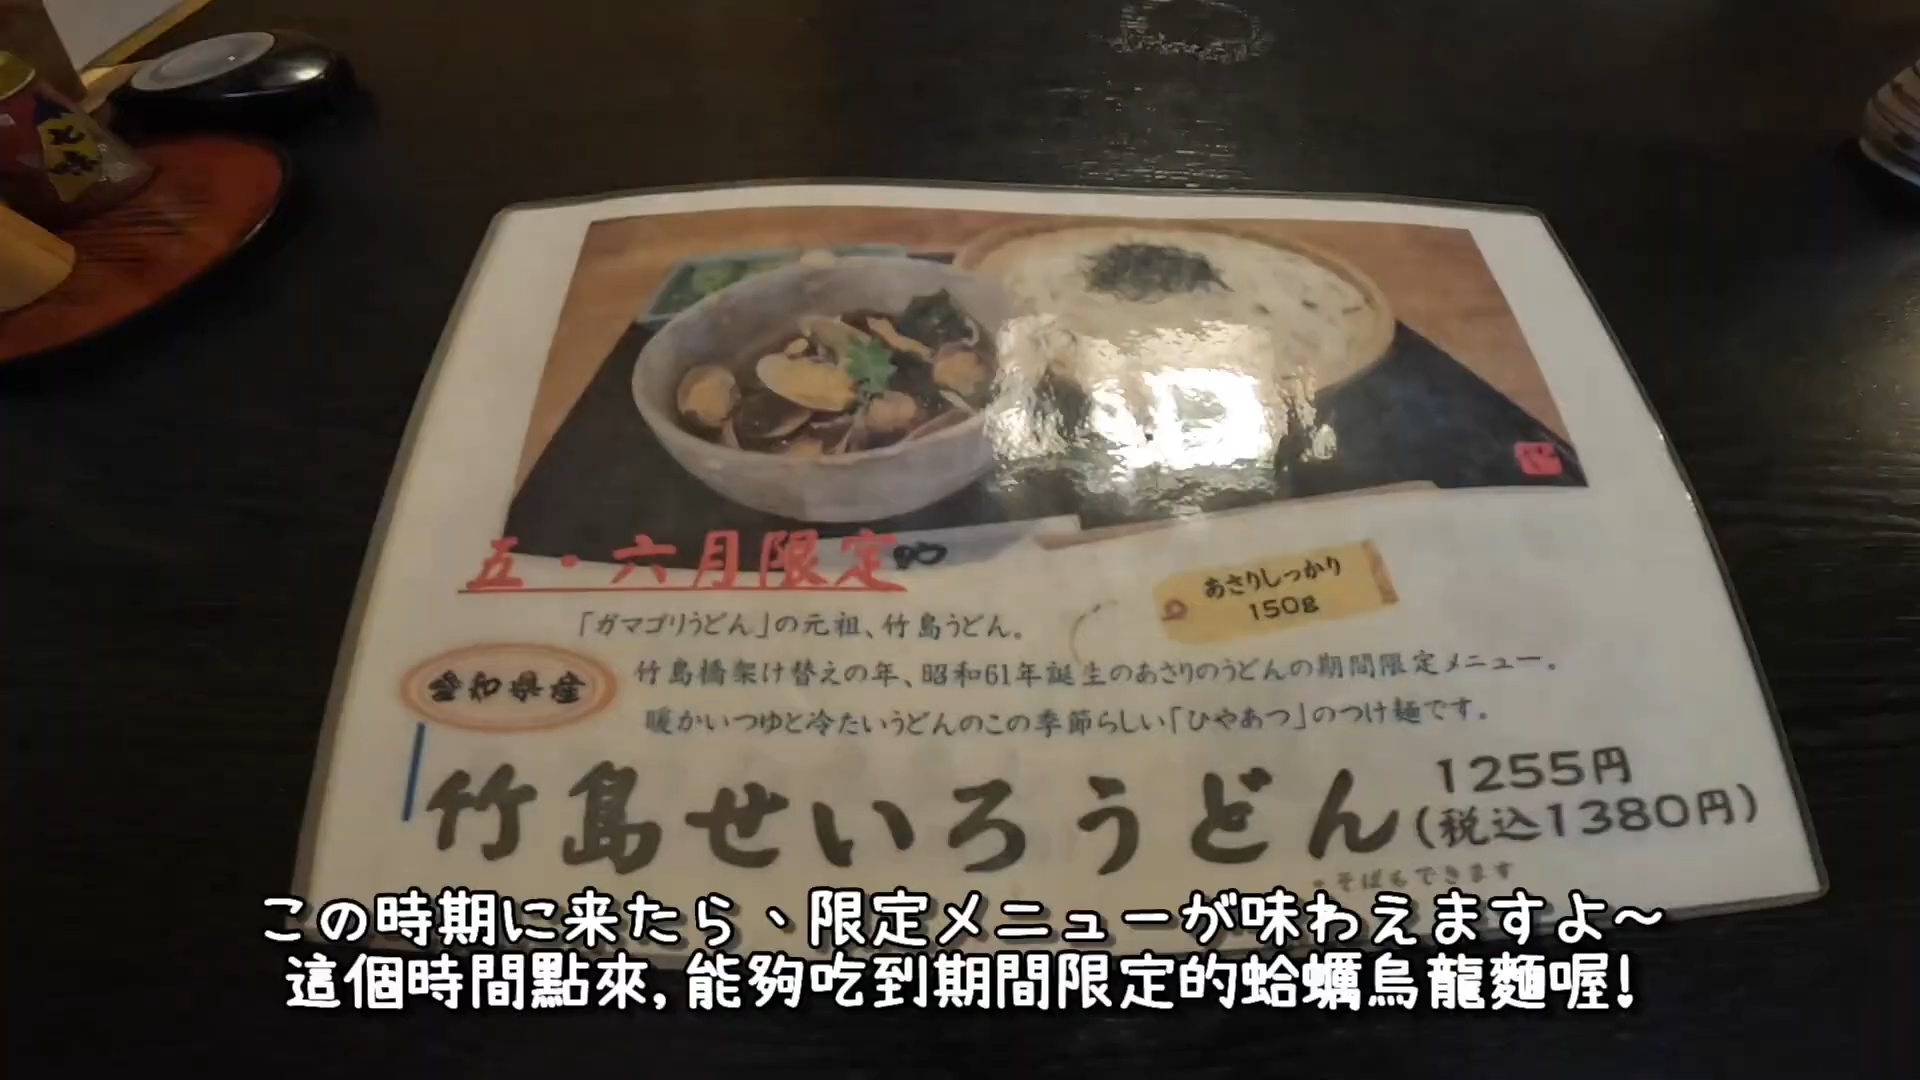 五・六月限定
あさりしっかり
150g
「ガマゴリうどん」の元祖、竹島うどん。
愛知県産
竹島橋架け替えの年、昭和61年誕生のあさりのうどんの期間限定メニュー。
暖かいつゆと冷たいうどんのこの季節らしい「ひやあつ」のつけ麺です。
竹島せいろうどん
1255円
(税込1380円)
そばもできます
この時期に来たら、限定メニューが味わえますよ~
這個時間點來,能夠吃到期間限定的蛤蠣烏龍麵喔!